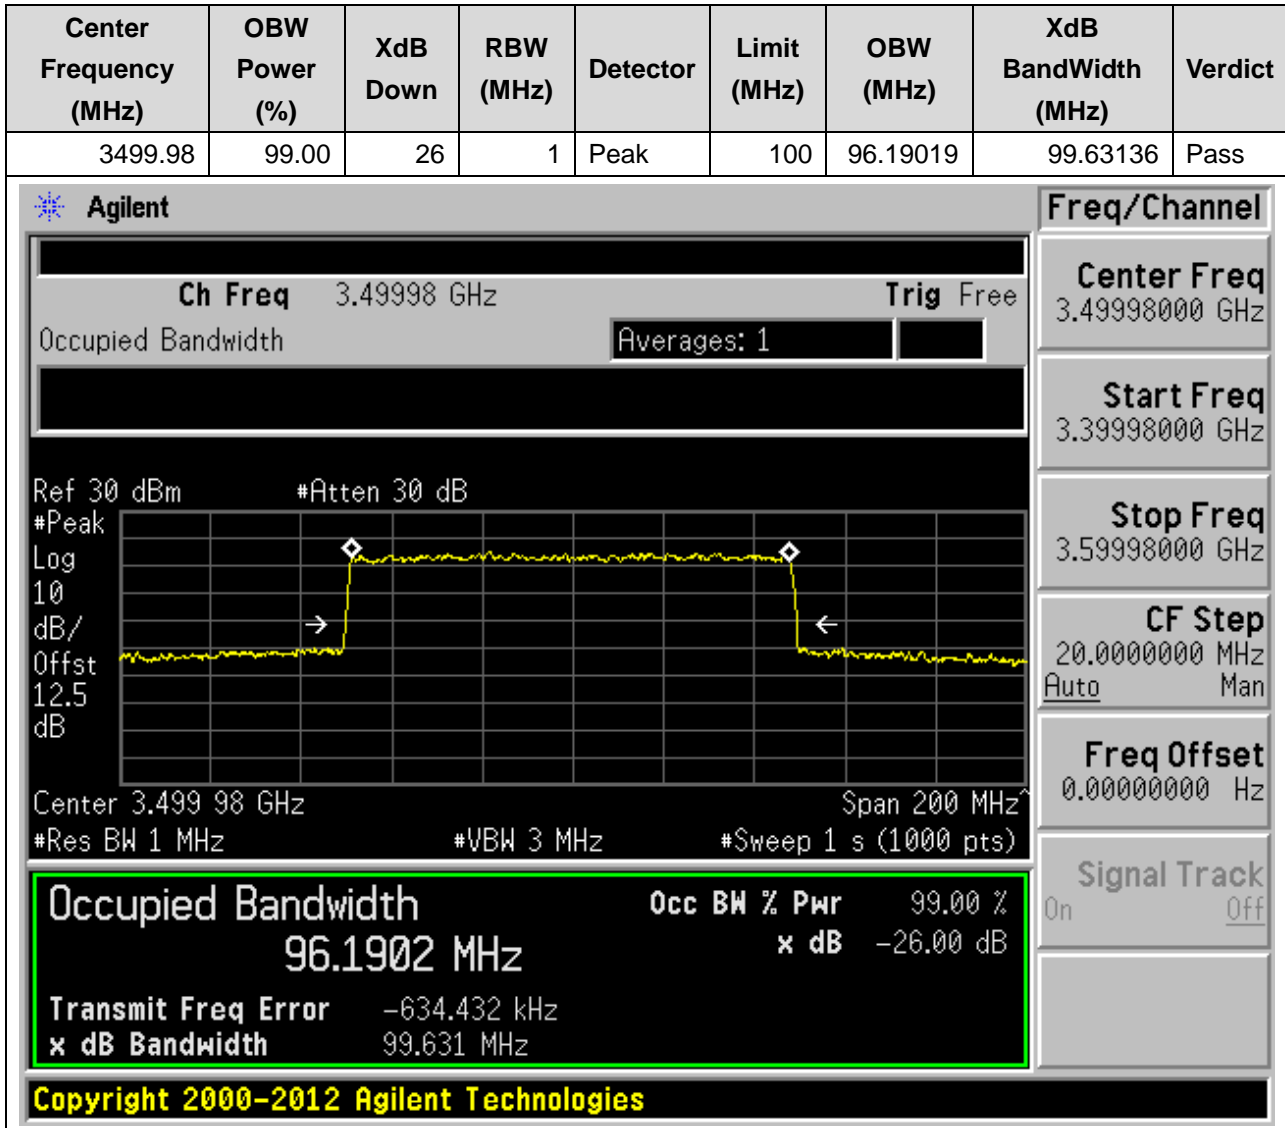 Center Frequency (MHz) OBW Power (%) XdB Down RBW (MHz) Detector Limit (MHz) OBW (MHz) XdB BandWidth (MHz) Verdict
3499.98 99.00 26 1 Peak 100 96.19019 99.63136 Pass
Agilent
Freq/Channel
Ch Freq 3.49998 GHz Trig Free
Occupied Bandwidth Averages: 1
Center Freq
3.49998000 GHz
Start Freq
3.39998000 GHz
Stop Freq
3.59998000 GHz
CF Step
20.0000000 MHz
Auto Man
Freq Offset
0.00000000 Hz
Signal Track
On Off
Ref 30 dBm #Atten 30 dB
#Peak
Log
10
dB/
Offst
12.5
dB
Center 3.499 98 GHz Span 200 MHz^
#Res BW 1 MHz #VBW 3 MHz #Sweep 1 s (1000 pts)
Occupied Bandwidth Occ BW % Pwr 99.00 %
96.1902 MHz x dB -26.00 dB
Transmit Freq Error -634.432 kHz
x dB Bandwidth 99.631 MHz
Copyright 2000-2012 Agilent Technologies